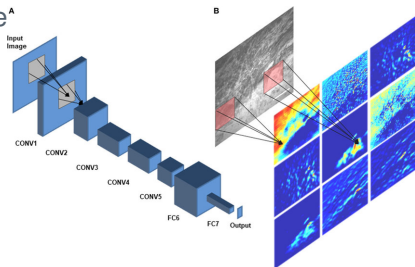 e
A
B
Input
Image
CONV1
CONV2
CONV3
CONV4
CONV5
FC6
FC7
Output